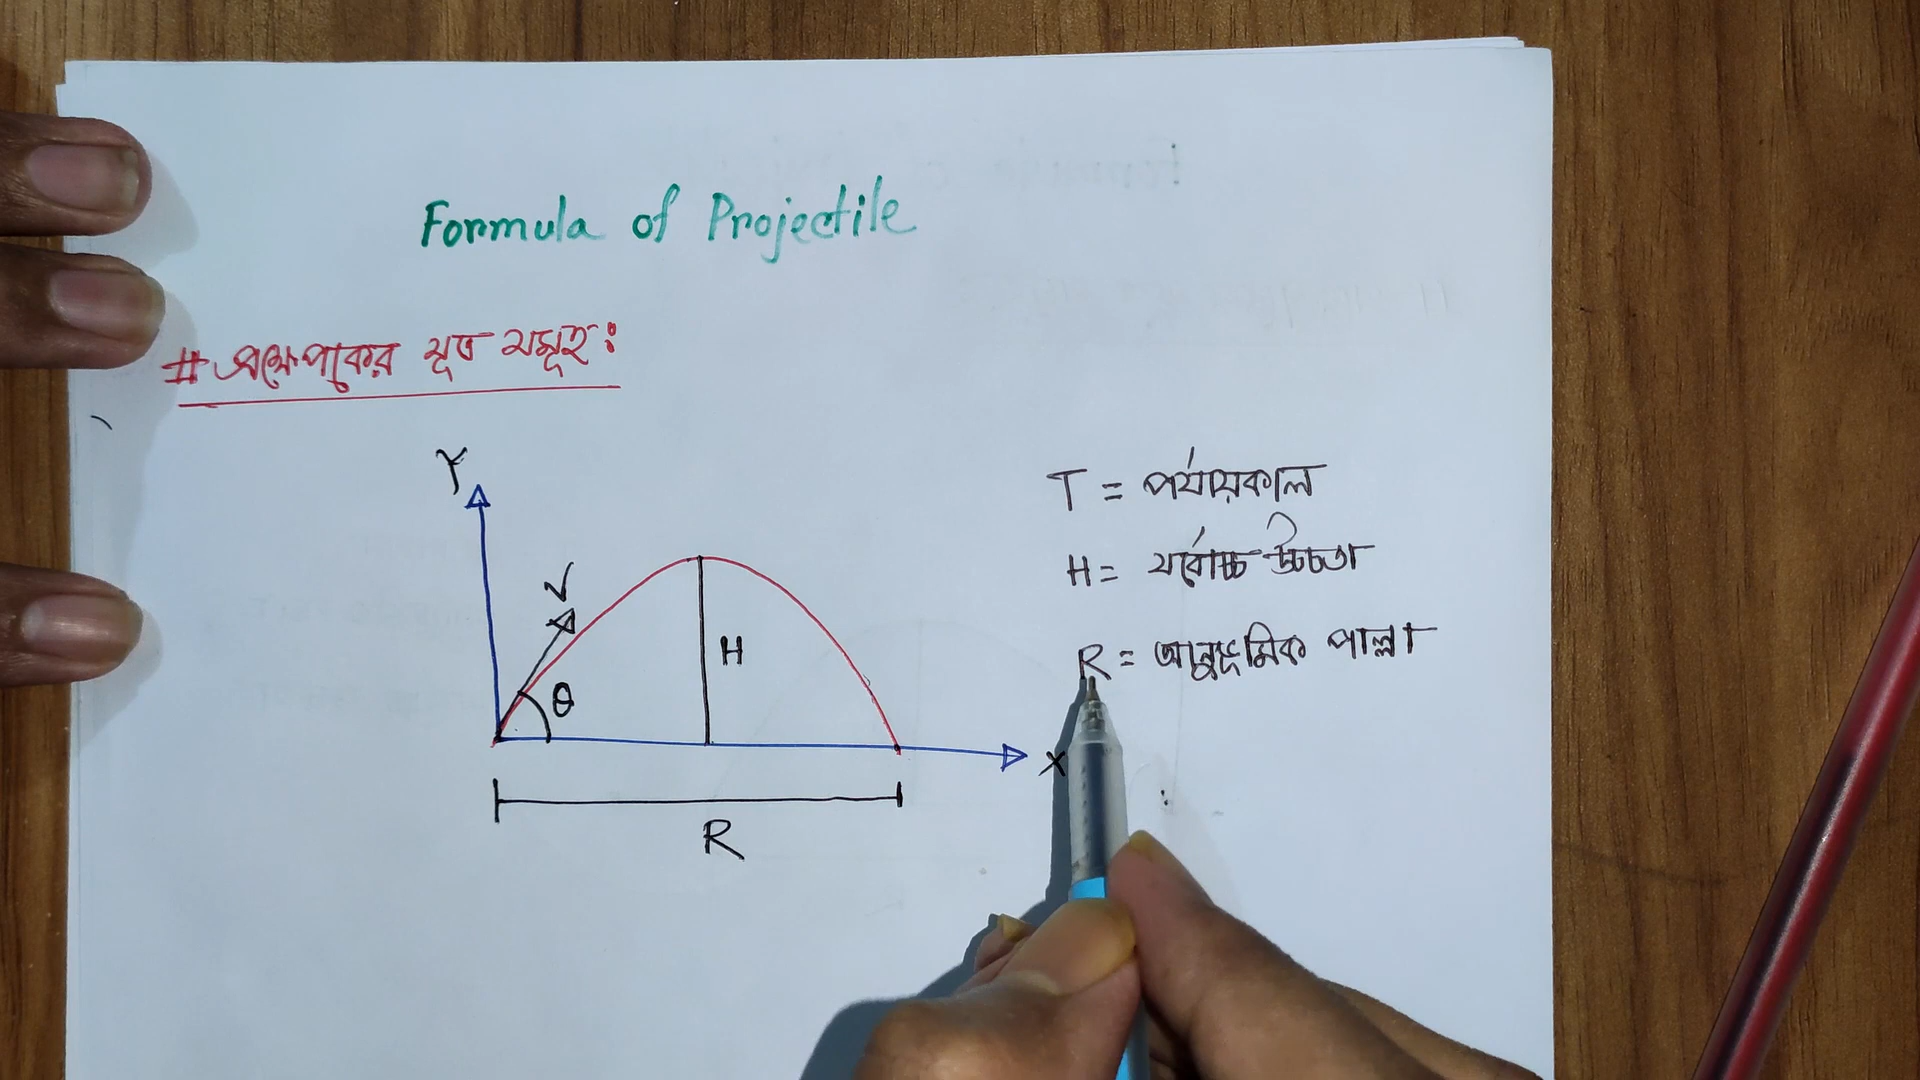 Formula of Projectile
# প্রক্ষেপকের সূত্র সমূহঃ
Y
V
θ
H
X
R
T = পর্যায়কাল
H = সর্বোচ্চ উচ্চতা
R = আনুভূমিক পাল্লা